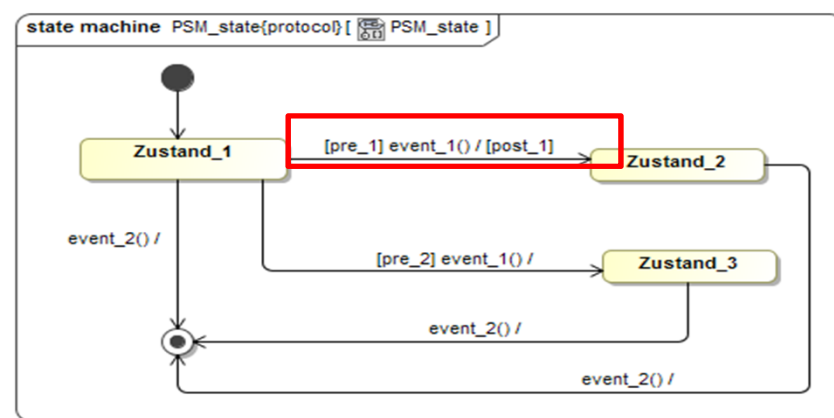 state machine PSM_state{protocol} [ PSM_state ]
Zustand_1
[pre_1] event_1() / [post_1]
Zustand_2
event_2() /
[pre_2] event_1() /
Zustand_3
event_2() /
event_2() /